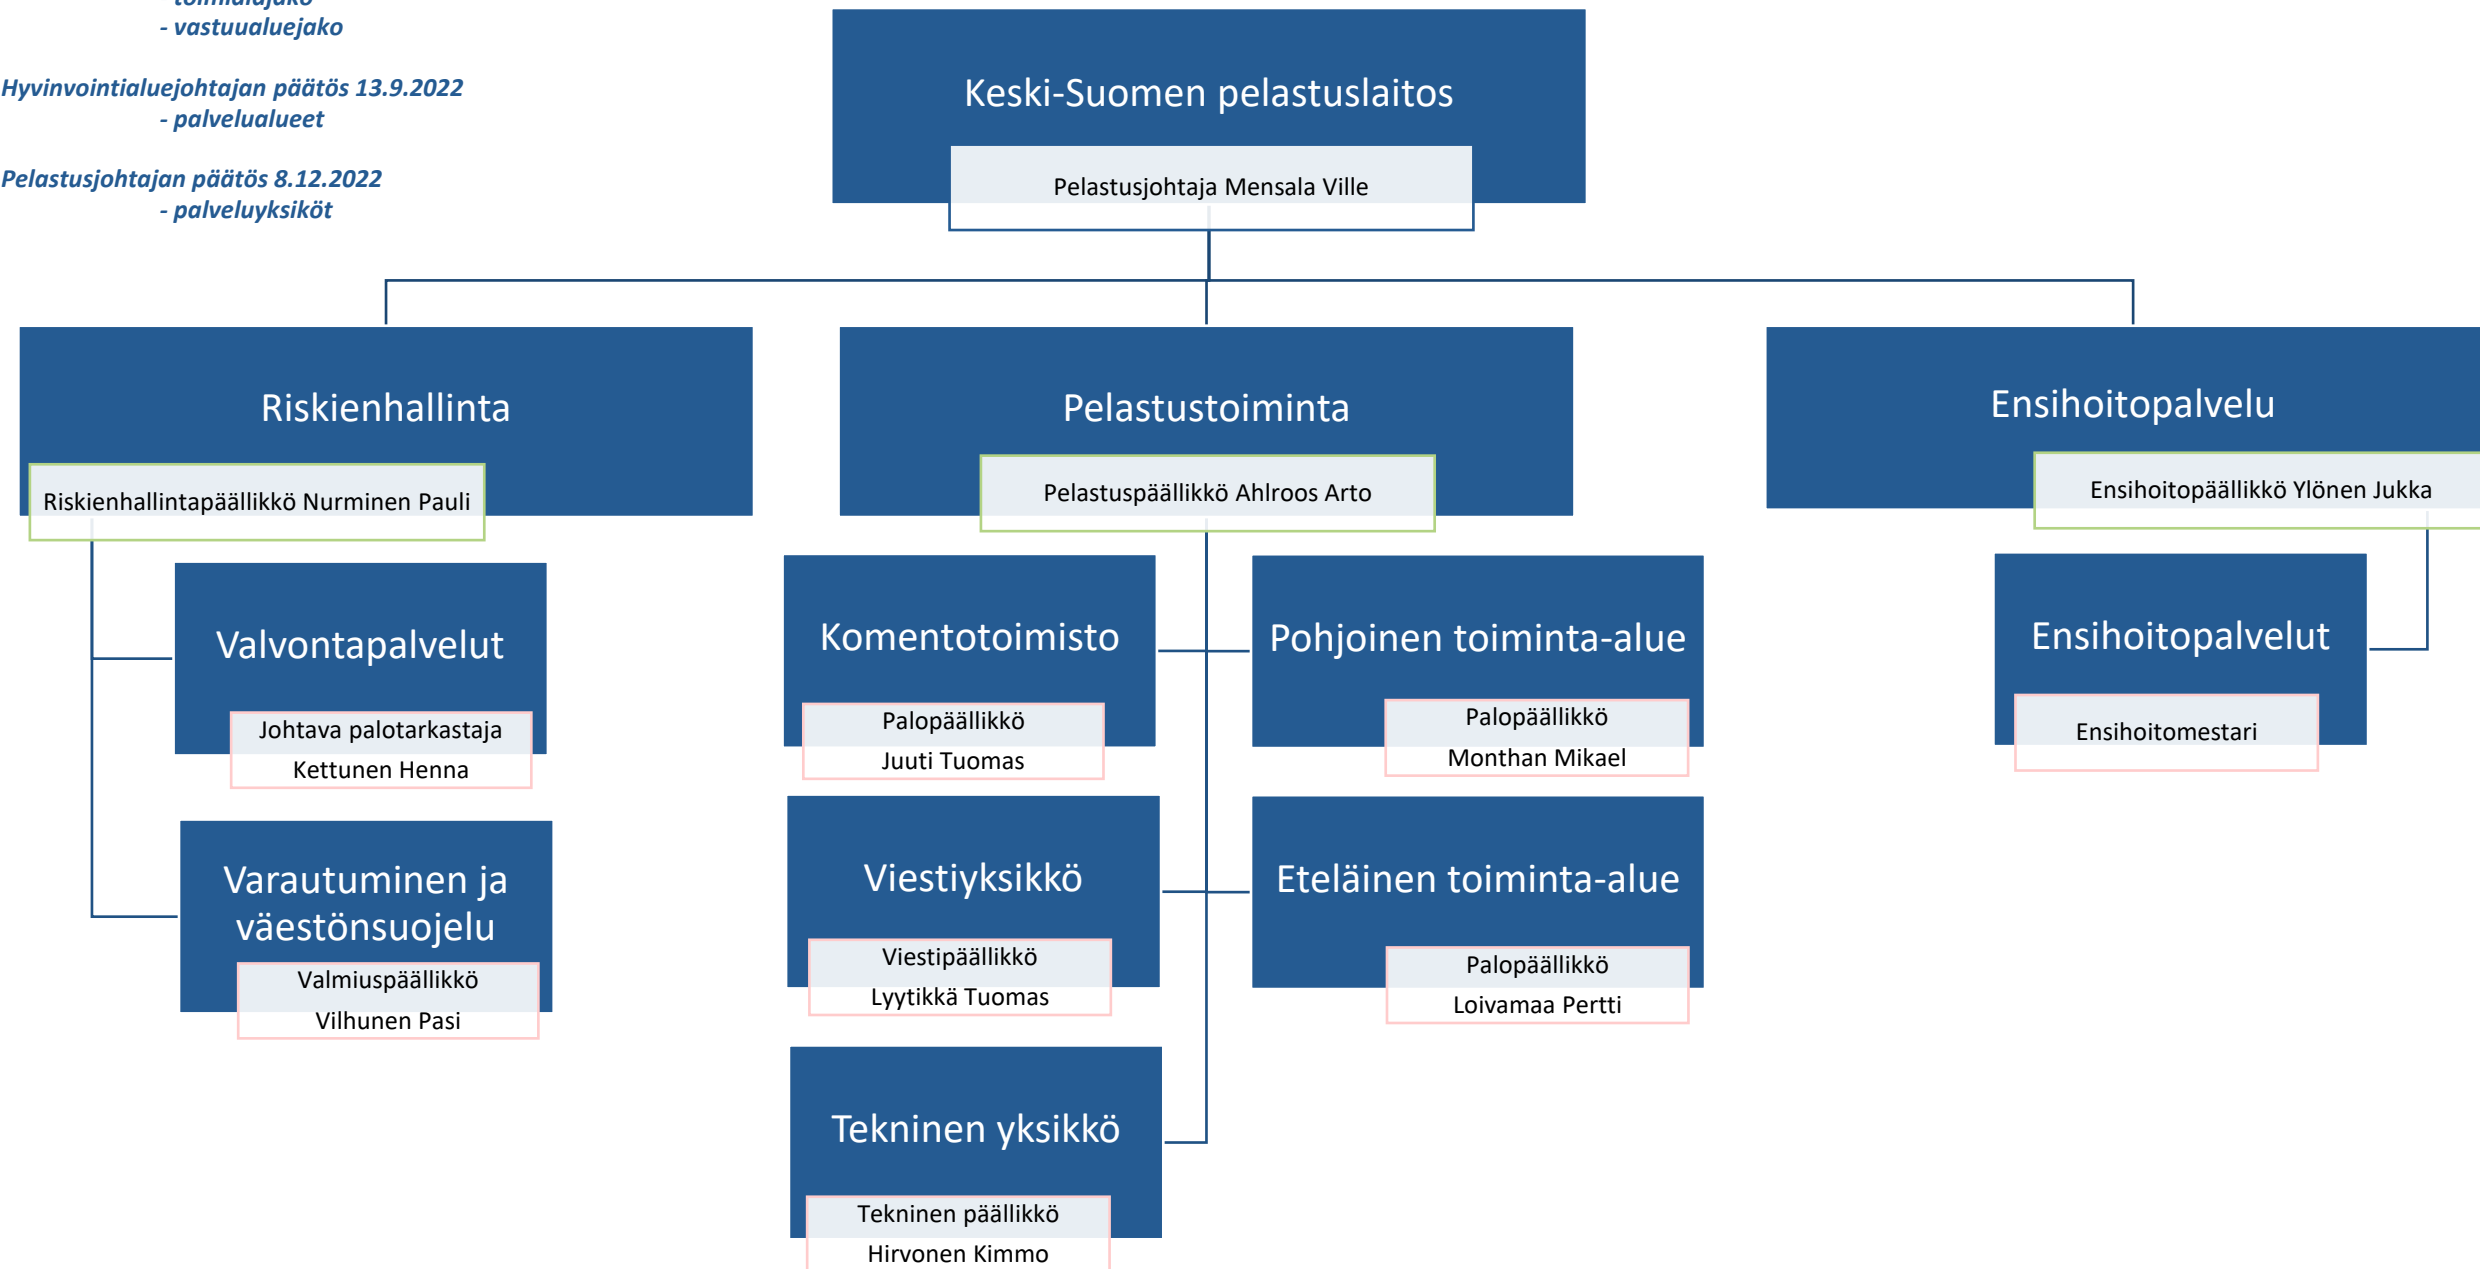 toimialajako
- vastuualuejako
Hyvinvointialuejohtajan päätös 13.9.2022
- palvelualueet
Pelastusjohtajan päätös 8.12.2022
- palveluyksiköt
Keski-Suomen pelastuslaitos
Pelastusjohtaja Mensala Ville
Riskienhallinta
Riskienhallintapäällikkö Nurminen Pauli
Valvontapalvelut
Johtava palotarkastaja
Kettunen Henna
Varautuminen ja
väestönsuojelu
Valmiuspäällikkö
Vilhunen Pasi
Pelastustoiminta
Pelastuspäällikkö Ahlroos Arto
Komentotoimisto
Palopäällikkö
Juuti Tuomas
Pohjoinen toiminta-alue
Palopäällikkö
Monthan Mikael
Viestiyksikkö
Viestipäällikkö
Lyytikkä Tuomas
Eteläinen toiminta-alue
Palopäällikkö
Loivamaa Pertti
Tekninen yksikkö
Tekninen päällikkö
Hirvonen Kimmo
Ensihoitopalvelu
Ensihoitopäällikkö Ylönen Jukka
Ensihoitopalvelut
Ensihoitomestari